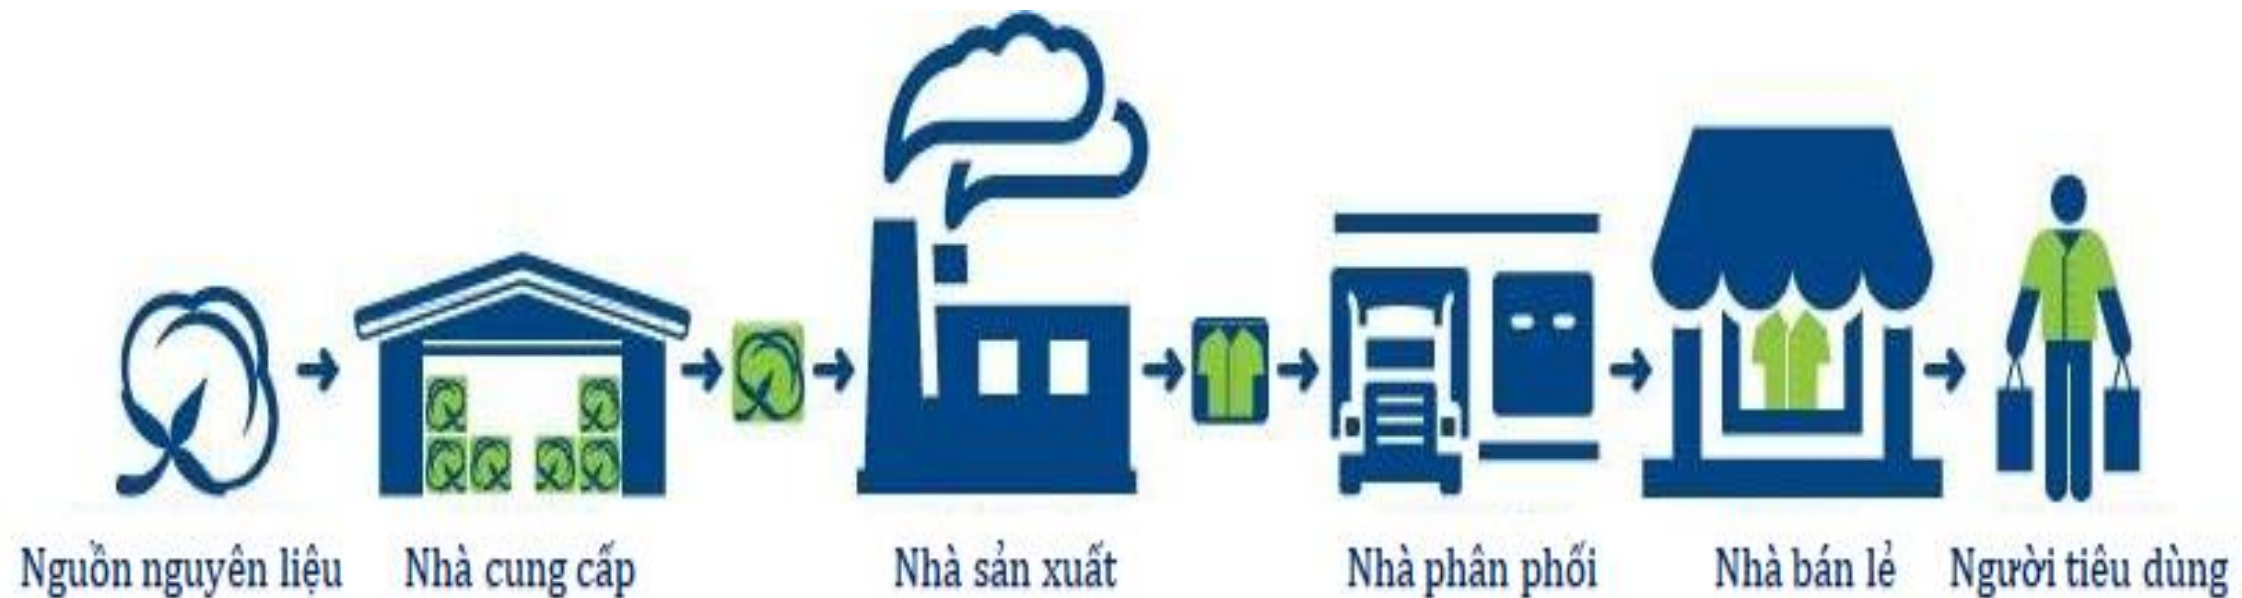 Nguồn nguyên liệu Nhà cung cấp Nhà sản xuất Nhà phân phối Nhà bán lẻ Người tiêu dùng